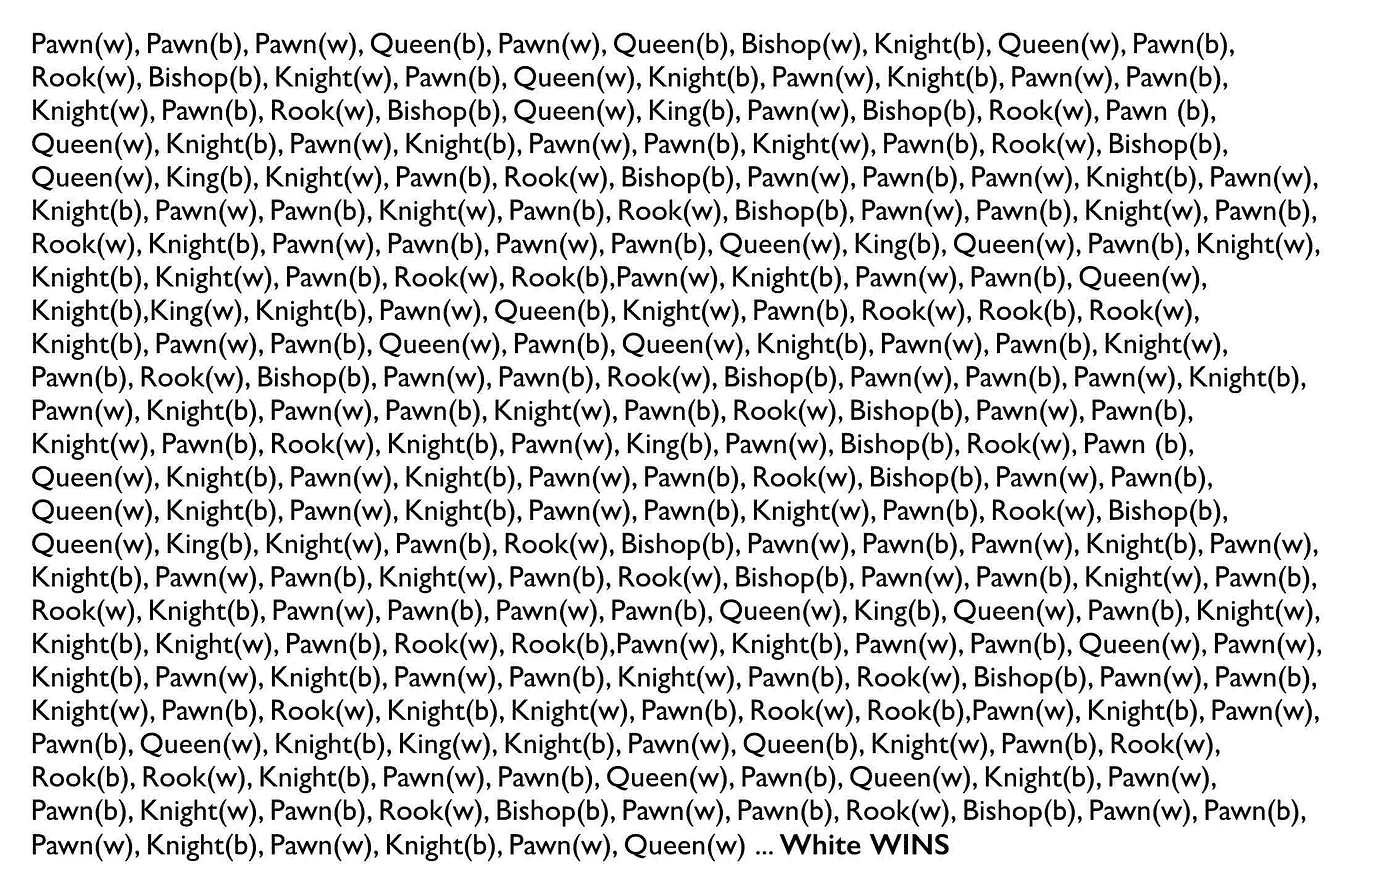 Pawn(w), Pawn(b), Pawn(w), Queen(b), Pawn(w), Queen(b), Bishop(w), Knight(b), Queen(w), Pawn(b),
Rook(w), Bishop(b), Knight(w), Pawn(b), Queen(w), Knight(b), Pawn(w), Knight(b), Pawn(w), Pawn(b),
Knight(w), Pawn(b), Rook(w), Bishop(b), Queen(w), King(b), Pawn(w), Bishop(b), Rook(w), Pawn (b),
Queen(w), Knight(b), Pawn(w), Knight(b), Pawn(w), Pawn(b), Knight(w), Pawn(b), Rook(w), Bishop(b),
Queen(w), King(b), Knight(w), Pawn(b), Rook(w), Bishop(b), Pawn(w), Pawn(b), Pawn(w), Knight(b), Pawn(w),
Knight(b), Pawn(w), Pawn(b), Knight(w), Pawn(b), Rook(w), Bishop(b), Pawn(w), Pawn(b), Knight(w), Pawn(b),
Rook(w), Knight(b), Pawn(w), Pawn(b), Pawn(w), Pawn(b), Queen(w), King(b), Queen(w), Pawn(b), Knight(w),
Knight(b), Knight(w), Pawn(b), Rook(w), Rook(b),Pawn(w), Knight(b), Pawn(w), Pawn(b), Queen(w),
Knight(b),King(w), Knight(b), Pawn(w), Queen(b), Knight(w), Pawn(b), Rook(w), Rook(b), Rook(w),
Knight(b), Pawn(w), Pawn(b), Queen(w), Pawn(b), Queen(w), Knight(b), Pawn(w), Pawn(b), Knight(w),
Pawn(b), Rook(w), Bishop(b), Pawn(w), Pawn(b), Rook(w), Bishop(b), Pawn(w), Pawn(b), Pawn(w), Knight(b),
Pawn(w), Knight(b), Pawn(w), Pawn(b), Knight(w), Pawn(b), Rook(w), Bishop(b), Pawn(w), Pawn(b),
Knight(w), Pawn(b), Rook(w), Knight(b), Pawn(w), King(b), Pawn(w), Bishop(b), Rook(w), Pawn (b),
Queen(w), Knight(b), Pawn(w), Knight(b), Pawn(w), Pawn(b), Rook(w), Bishop(b), Pawn(w), Pawn(b),
Queen(w), Knight(b), Pawn(w), Knight(b), Pawn(w), Pawn(b), Knight(w), Pawn(b), Rook(w), Bishop(b),
Queen(w), King(b), Knight(w), Pawn(b), Rook(w), Bishop(b), Pawn(w), Pawn(b), Pawn(w), Knight(b), Pawn(w),
Knight(b), Pawn(w), Pawn(b), Knight(w), Pawn(b), Rook(w), Bishop(b), Pawn(w), Pawn(b), Knight(w), Pawn(b),
Rook(w), Knight(b), Pawn(w), Pawn(b), Pawn(w), Pawn(b), Queen(w), King(b), Queen(w), Pawn(b), Knight(w),
Knight(b), Knight(w), Pawn(b), Rook(w), Rook(b),Pawn(w), Knight(b), Pawn(w), Pawn(b), Queen(w), Pawn(w),
Knight(b), Pawn(w), Knight(b), Pawn(w), Pawn(b), Knight(w), Pawn(b), Rook(w), Bishop(b), Pawn(w), Pawn(b),
Knight(w), Pawn(b), Rook(w), Knight(b), Knight(w), Pawn(b), Rook(w), Rook(b),Pawn(w), Knight(b), Pawn(w),
Pawn(b), Queen(w), Knight(b), King(w), Knight(b), Pawn(w), Queen(b), Knight(w), Pawn(b), Rook(w),
Rook(b), Rook(w), Knight(b), Pawn(w), Pawn(b), Queen(w), Pawn(b), Queen(w), Knight(b), Pawn(w),
Pawn(b), Knight(w), Pawn(b), Rook(w), Bishop(b), Pawn(w), Pawn(b), Rook(w), Bishop(b), Pawn(w), Pawn(b),
Pawn(w), Knight(b), Pawn(w), Knight(b), Pawn(w), Queen(w) ... White WINS